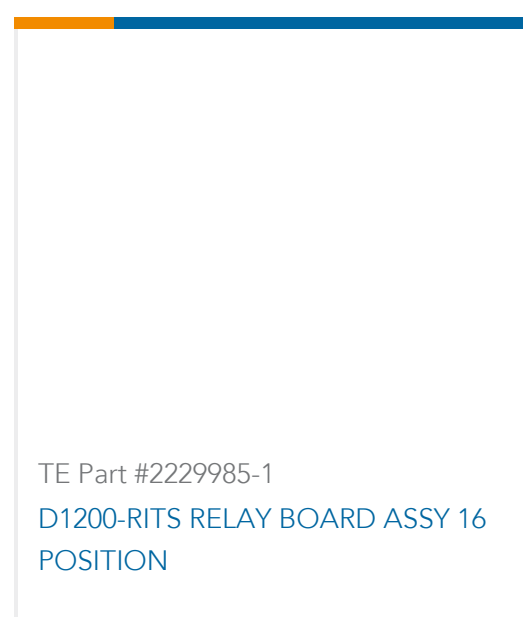 TE Part #2229985-1
D1200-RITS RELAY BOARD ASSY 16
POSITION